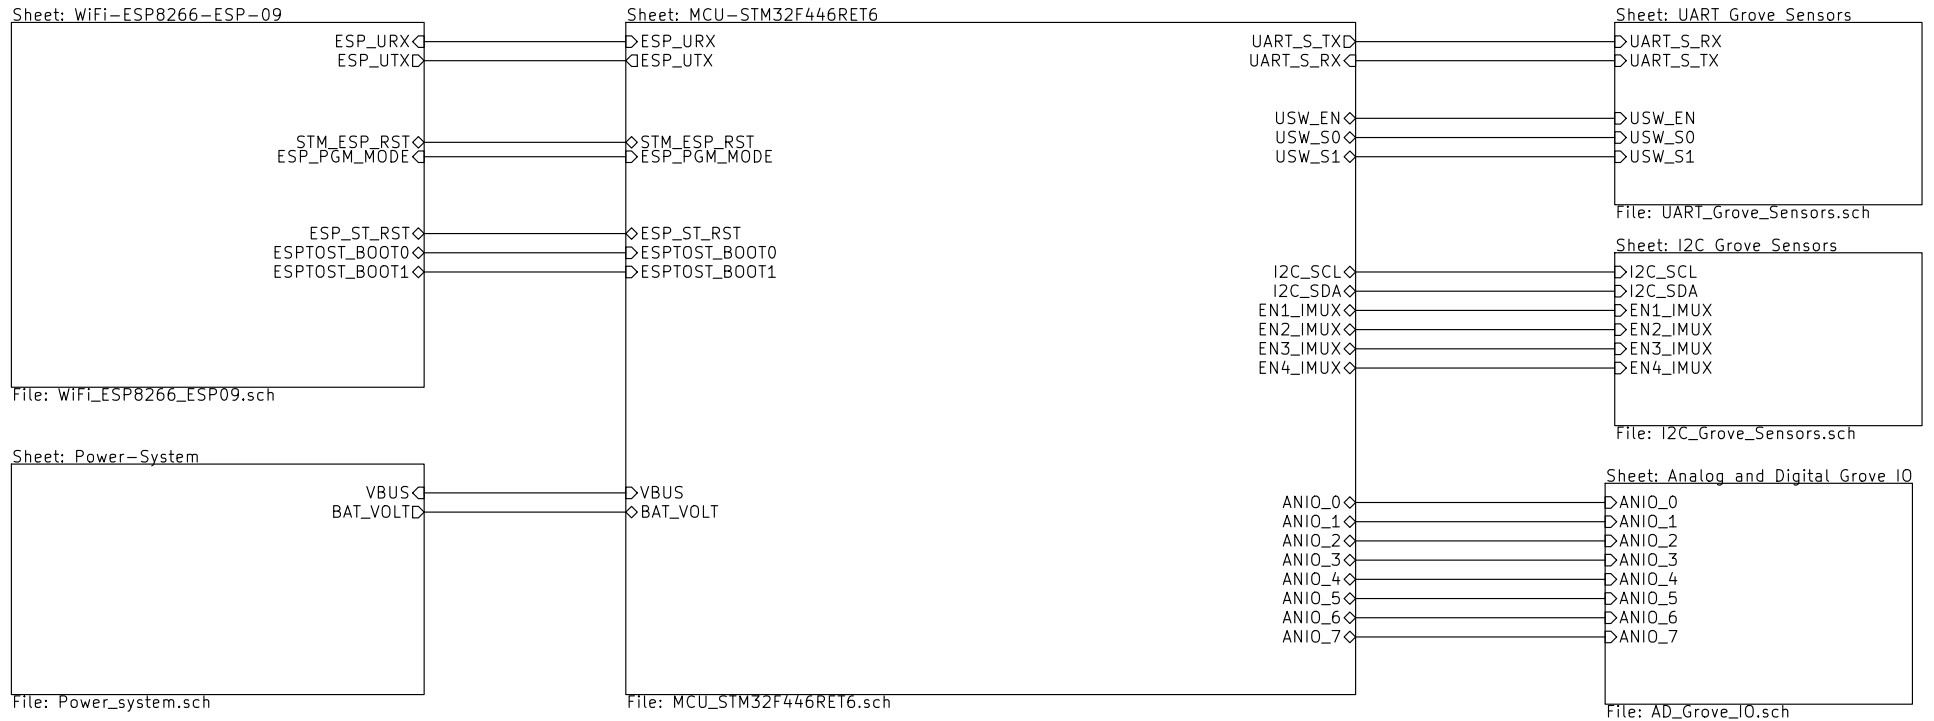 Sheet: WiFi-ESP8266-ESP-09
ESP_URX
ESP_UTX
STM_ESP_RST
ESP_PGM_MODE
ESP_ST_RST
ESPTOST_BOOT0
ESPTOST_BOOT1
File: WiFi_ESP8266_ESP09.sch
Sheet: Power-System
VBUS
BAT_VOLT
File: Power_system.sch
Sheet: MCU-STM32F446RET6
ESP_URX
ESP_UTX
STM_ESP_RST
ESP_PGM_MODE
ESP_ST_RST
ESPTOST_BOOT0
ESPTOST_BOOT1
VBUS
BAT_VOLT
UART_S_TX
UART_S_RX
USW_EN
USW_S0
USW_S1
I2C_SCL
I2C_SDA
EN1_IMUX
EN2_IMUX
EN3_IMUX
EN4_IMUX
ANIO_0
ANIO_1
ANIO_2
ANIO_3
ANIO_4
ANIO_5
ANIO_6
ANIO_7
File: MCU_STM32F446RET6.sch
Sheet: UART Grove Sensors
UART_S_RX
UART_S_TX
USW_EN
USW_S0
USW_S1
File: UART_Grove_Sensors.sch
Sheet: I2C Grove Sensors
I2C_SCL
I2C_SDA
EN1_IMUX
EN2_IMUX
EN3_IMUX
EN4_IMUX
File: I2C_Grove_Sensors.sch
Sheet: Analog and Digital Grove IO
ANIO_0
ANIO_1
ANIO_2
ANIO_3
ANIO_4
ANIO_5
ANIO_6
ANIO_7
File: AD_Grove_IO.sch